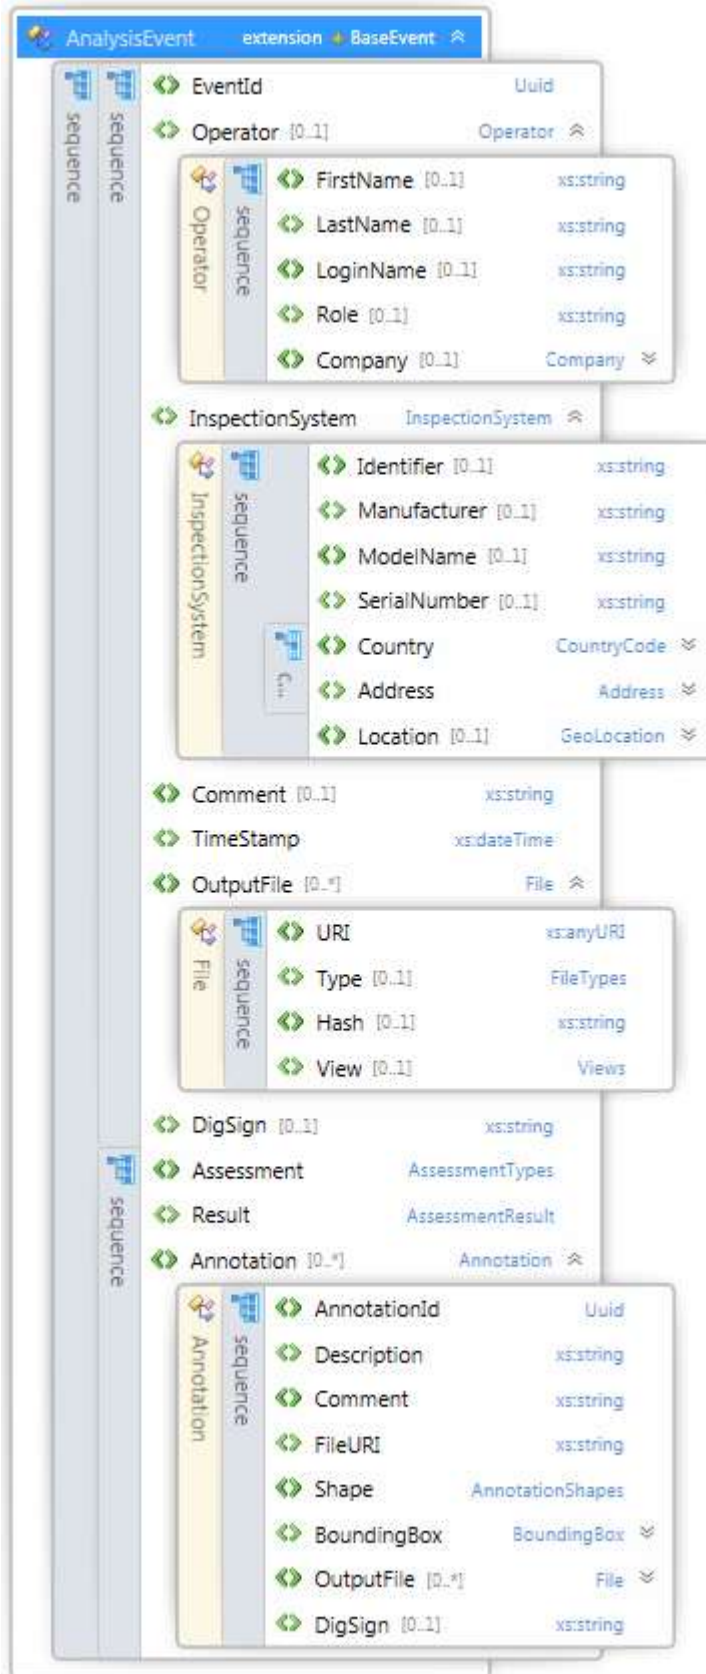 AnalysisEvent extension BaseEvent
sequence
sequence
EventId Uuid
Operator [0..1] Operator
Operator
sequence
FirstName [0..1] xs:string
LastName [0..1] xs:string
LoginName [0..1] xs:string
Role [0..1] xs:string
Company [0..1] Company
InspectionSystem InspectionSystem
InspectionSystem
sequence
Identifier [0..1] xs:string
Manufacturer [0..1] xs:string
ModelName [0..1] xs:string
SerialNumber [0..1] xs:string
C...
Country CountryCode
Address Address
Location [0..1] GeoLocation
Comment [0..1] xs:string
TimeStamp xs:dateTime
OutputFile [0..*] File
File
sequence
URI xs:anyURI
Type [0..1] FileTypes
Hash [0..1] xs:string
View [0..1] Views
DigSign [0..1] xs:string
sequence
Assessment AssessmentTypes
Result AssessmentResult
Annotation [0..*] Annotation
Annotation
sequence
AnnotationId Uuid
Description xs:string
Comment xs:string
FileURI xs:string
Shape AnnotationShapes
BoundingBox BoundingBox
OutputFile [0..*] File
DigSign [0..1] xs:string